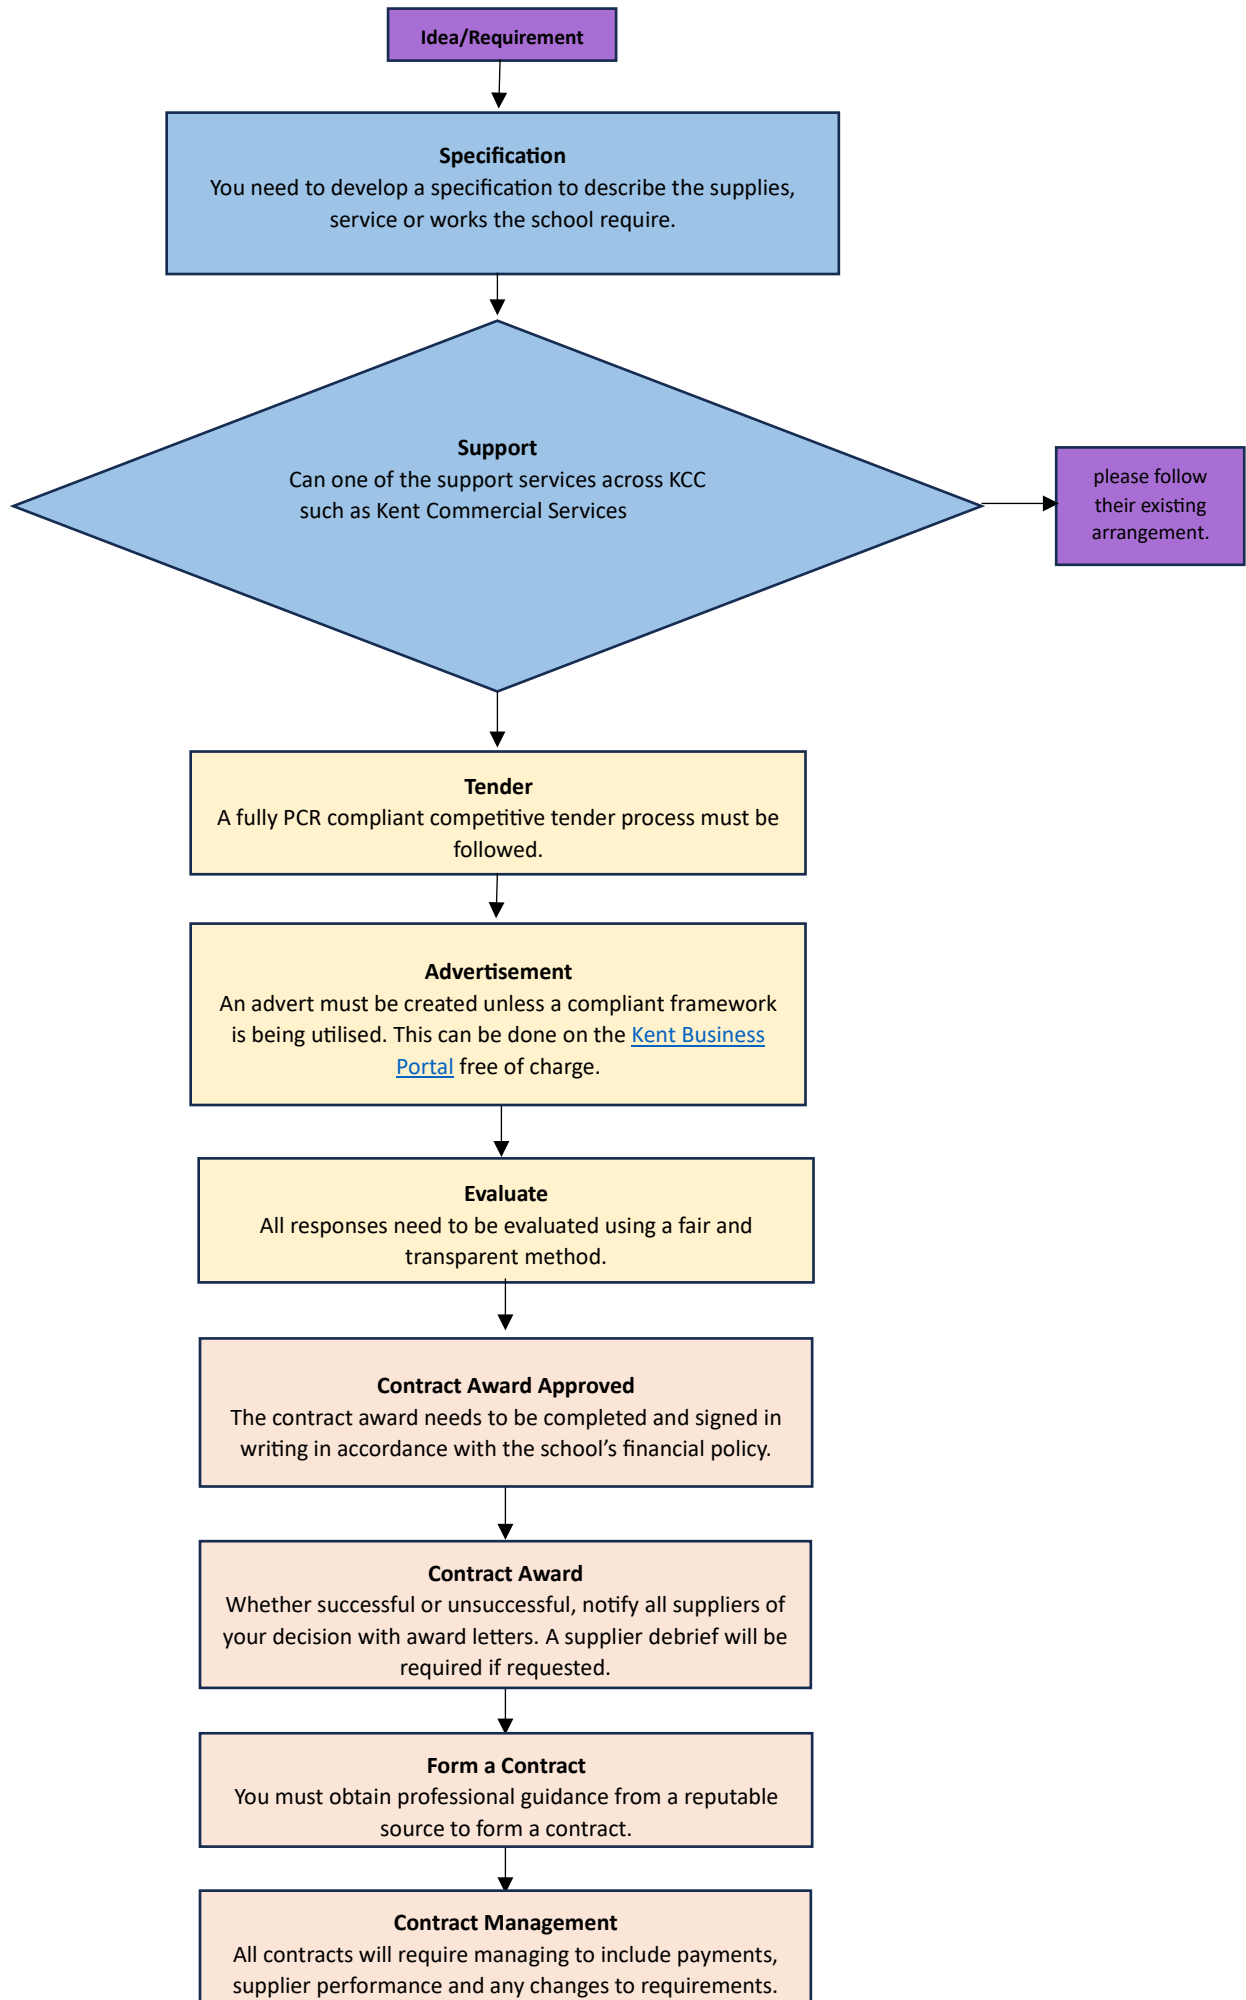 Idea/Requirement
Specification
You need to develop a specification to describe the supplies,
service or works the school require.
Support
Can one of the support services across KCC
such as Kent Commercial Services
please follow
their existing
arrangement.
Tender
A fully PCR compliant competitive tender process must be
followed.
Advertisement
An advert must be created unless a compliant framework
is being utilised. This can be done on the Kent Business
Portal free of charge.
Evaluate
All responses need to be evaluated using a fair and
transparent method.
Contract Award Approved
The contract award needs to be completed and signed in
writing in accordance with the school’s financial policy.
Contract Award
Whether successful or unsuccessful, notify all suppliers of
your decision with award letters. A supplier debrief will be
required if requested.
Form a Contract
You must obtain professional guidance from a reputable
source to form a contract.
Contract Management
All contracts will require managing to include payments,
supplier performance and any changes to requirements.